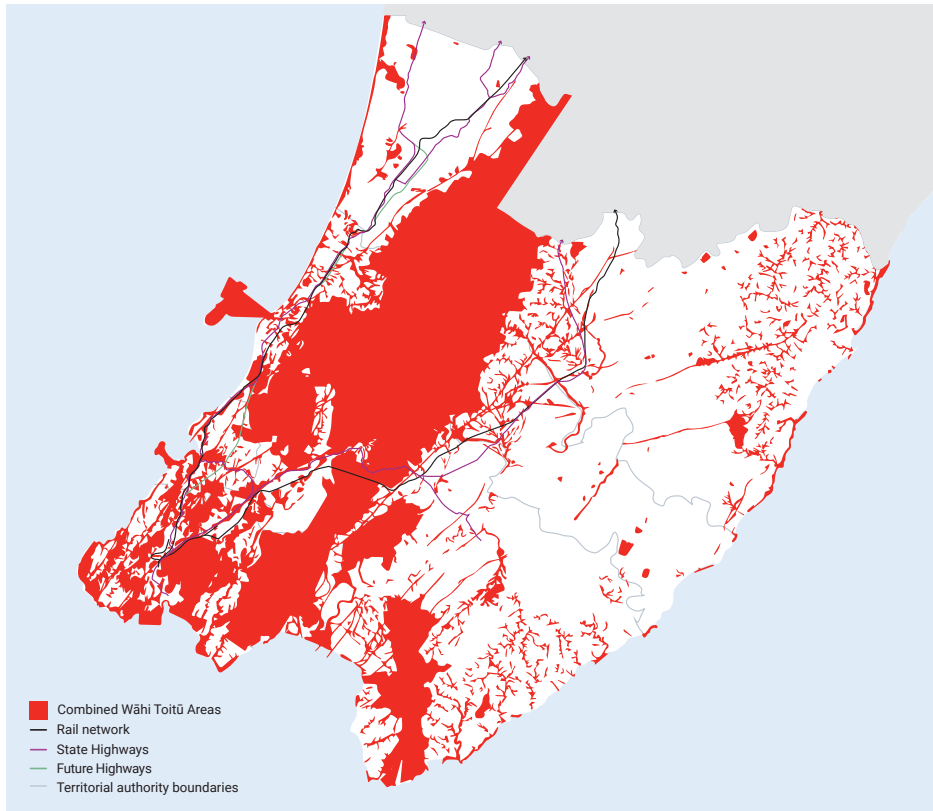 Combined Wāhi Toitū Areas
Rail network
State Highways
Future Highways
Territorial authority boundaries